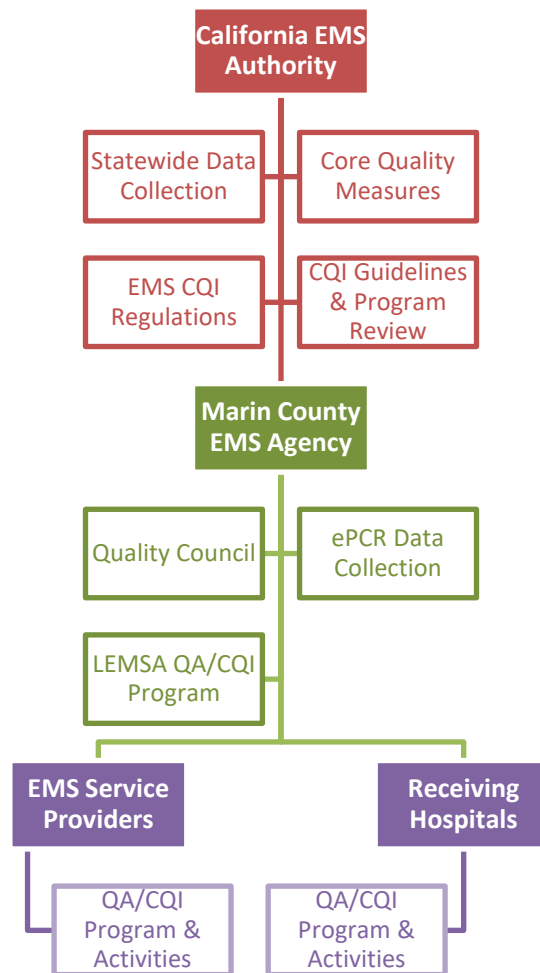 California EMS
Authority
Statewide Data
Collection
Core Quality
Measures
EMS CQI
Regulations
CQI Guidelines
& Program
Review
Marin County
EMS Agency
Quality Council
ePCR Data
Collection
LEMSA QA/CQI
Program
EMS Service
Providers
Receiving
Hospitals
QA/CQI
Program &
Activities
QA/CQI
Program &
Activities